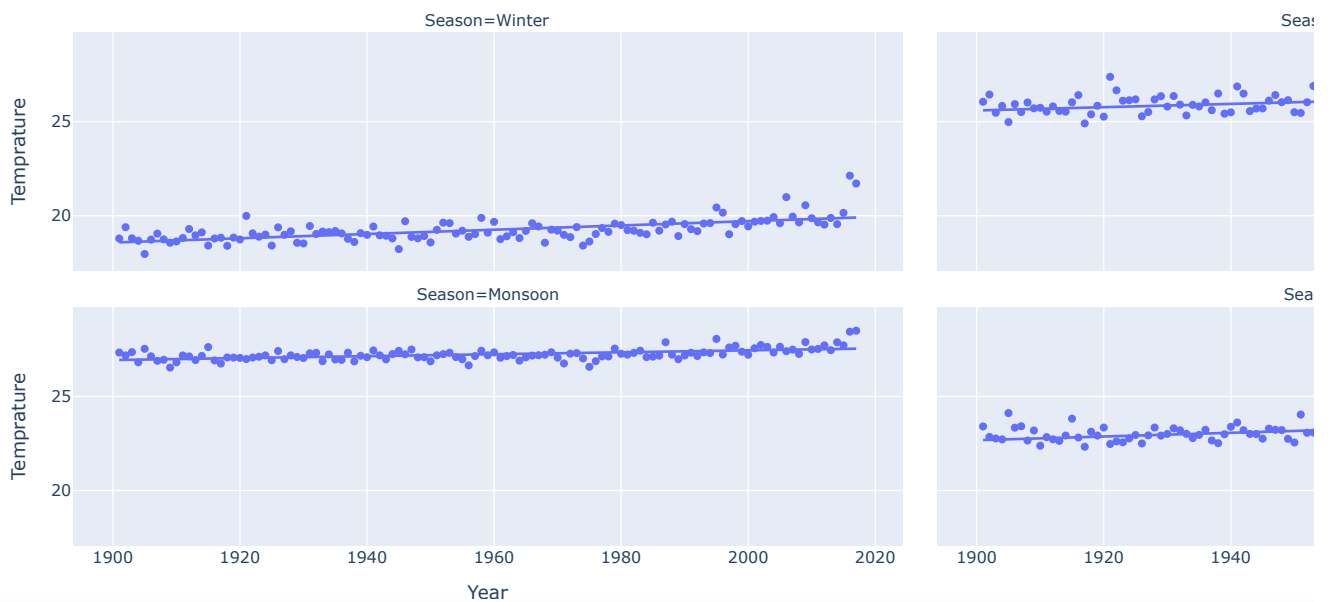 Season=Winter
Seas
Temprature
25
20
Season=Monsoon
Sea
Temprature
25
20
1900 1920 1940 1960 1980 2000 2020
1900 1920 1940
Year